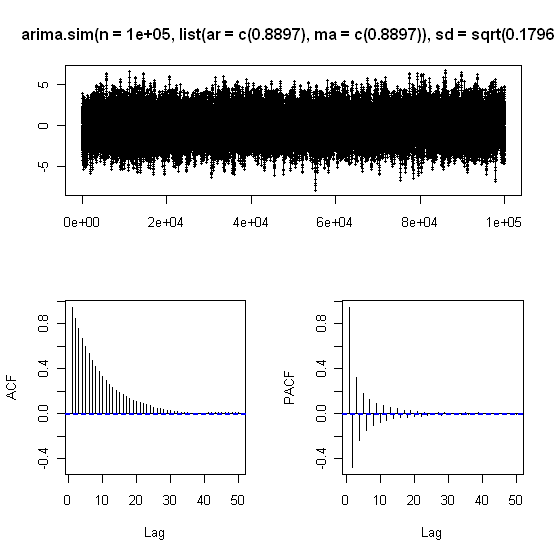 arima.sim(n = 1e+05, list(ar = c(0.8897), ma = c(0.8897)), sd = sqrt(0.1796
5
0
-5
0e+00 2e+04 4e+04 6e+04 8e+04 1e+05
ACF
0.8
0.4
0.0
-0.4
0 10 20 30 40 50
Lag
PACF
0.8
0.4
0.0
-0.4
0 10 20 30 40 50
Lag